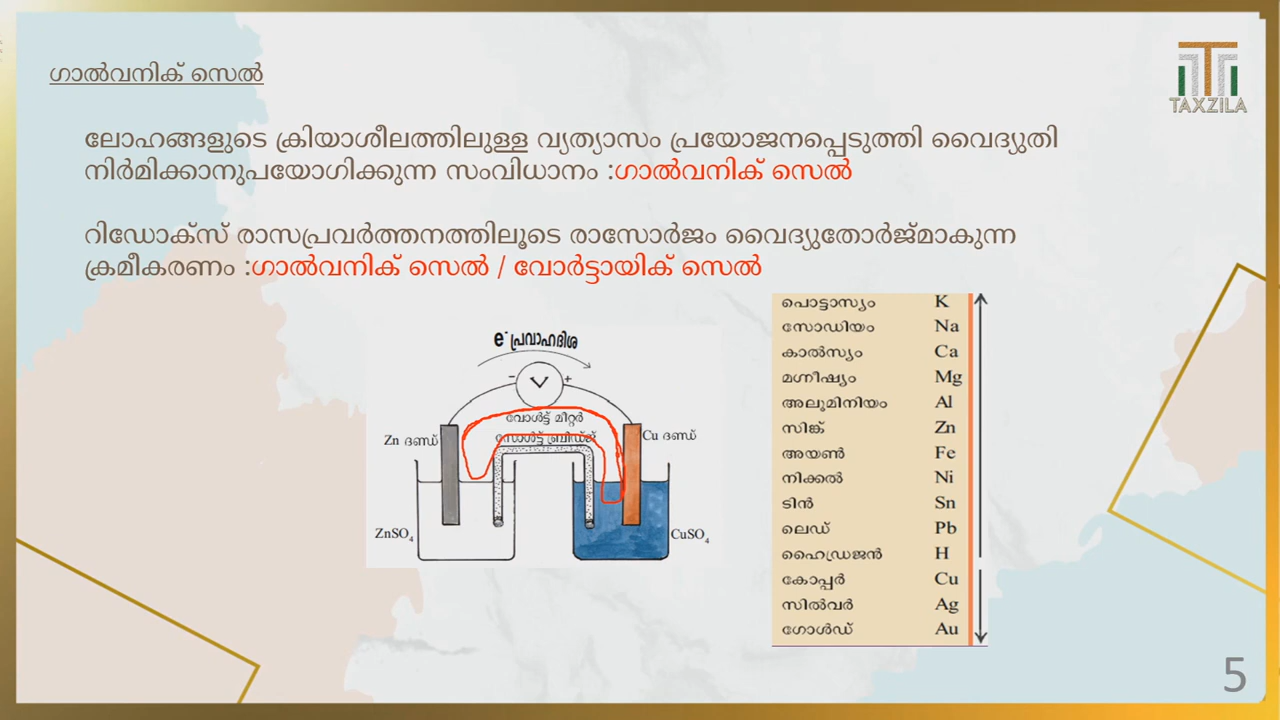 ഗാൽവനിക് സെൽ
TAXZILA
ലോഹങ്ങളുടെ ക്രിയാശീലത്തിലുള്ള വ്യത്യാസം പ്രയോജനപ്പെടുത്തി വൈദ്യുതി
നിർമിക്കാനുപയോഗിക്കുന്ന സംവിധാനം :ഗാൽവനിക് സെൽ
റിഡോക്സ് രാസപ്രവർത്തനത്തിലൂടെ രാസോർജം വൈദ്യുതോർജ്മാകുന്ന
ക്രമീകരണം :ഗാൽവനിക് സെൽ / വോൾട്ടായിക് സെൽ
e⁻ പ്രവാഹദിശ
− V +
വോൾട്ട് മീറ്റർ
സോൾട്ട് ബ്രിഡ്ജ്
Zn ദണ്ഡ്
Cu ദണ്ഡ്
ZnSO₄
CuSO₄
പൊട്ടാസ്യം K
സോഡിയം Na
കാൽസ്യം Ca
മഗ്നീഷ്യം Mg
അലൂമിനിയം Al
സിങ്ക് Zn
അയൺ Fe
നിക്കൽ Ni
ടിൻ Sn
ലെഡ് Pb
ഹൈഡ്രജൻ H
കോപ്പർ Cu
സിൽവർ Ag
ഗോൾഡ് Au
5